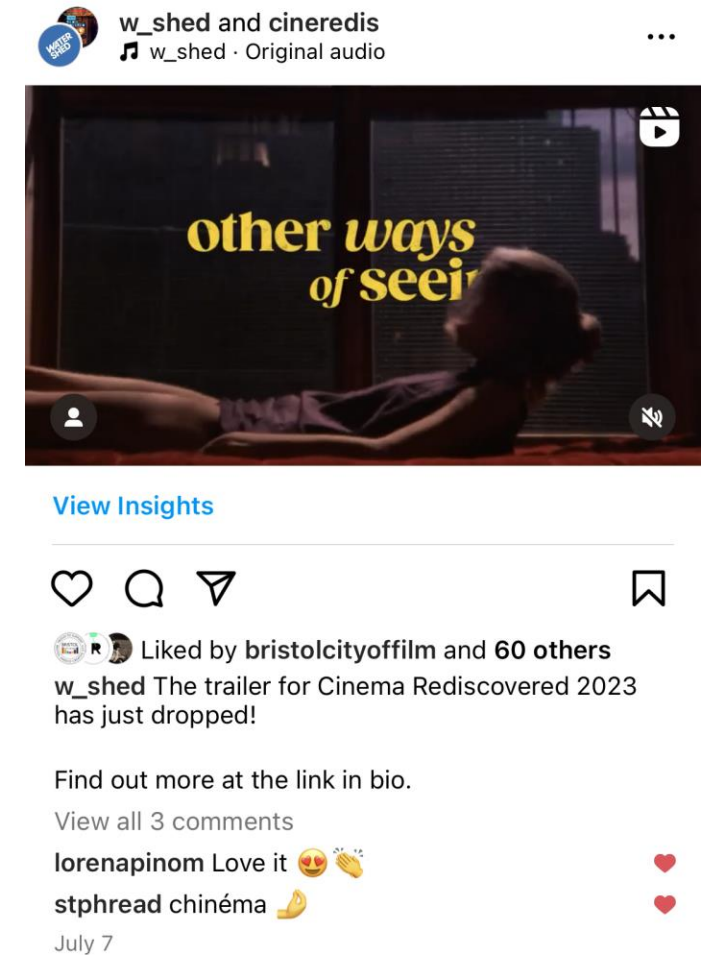 w_shed and cineredis
w_shed · Original audio
WATER
SHED
other ways
of seei
View Insights
R
Liked by bristolcityoffilm and 60 others
w_shed The trailer for Cinema Rediscovered 2023
has just dropped!
Find out more at the link in bio.
View all 3 comments
lorenapinom Love it 😍 👏
stphread chinéma 🤌
July 7